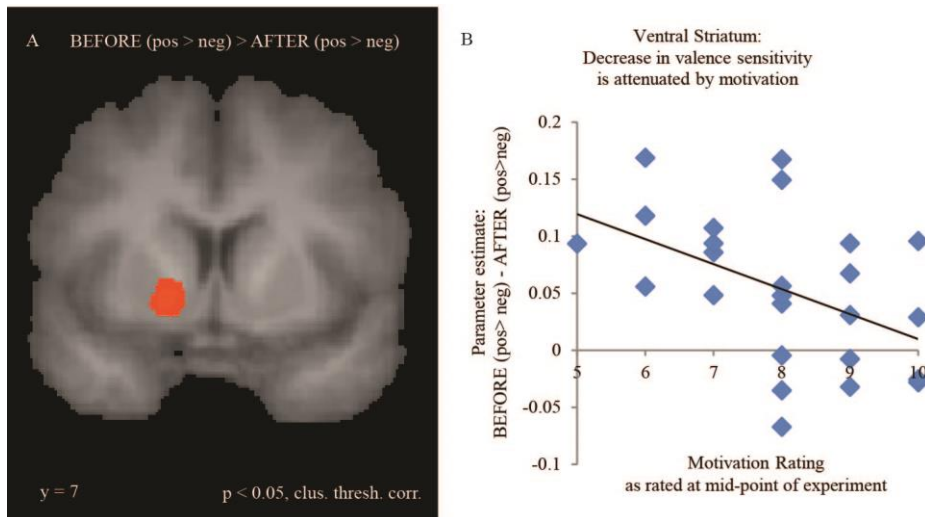 A BEFORE (pos > neg) > AFTER (pos > neg)
y = 7
p < 0.05, clus. thresh. corr.
B
Ventral Striatum:
Decrease in valence sensitivity
is attenuated by motivation
Parameter estimate:
BEFORE (pos> neg) - AFTER (pos>neg)
0.2
0.15
0.1
0.05
0
-0.05
-0.1
5 6 7 8 9 10
Motivation Rating
as rated at mid-point of experiment